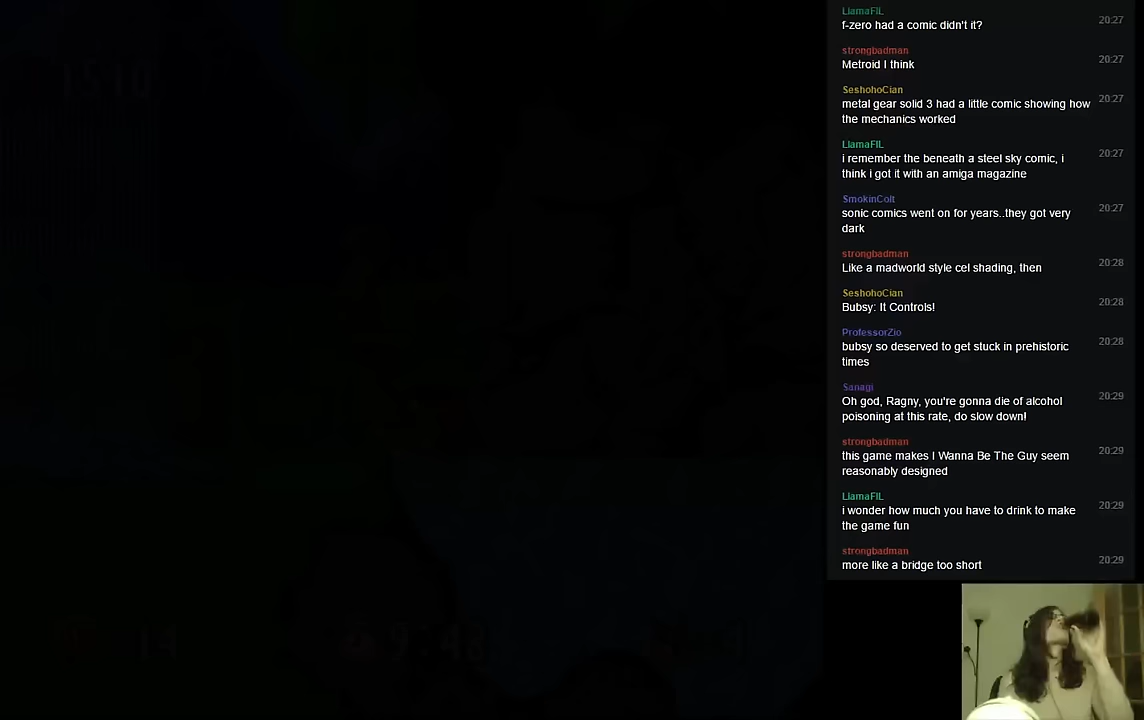 LlamaFIL
f-zero had a comic didn't it?
20:27
strongbadman
Metroid I think
20:27
SeshohoCian
metal gear solid 3 had a little comic showing how
the mechanics worked
20:27
LlamaFIL
i remember the beneath a steel sky comic, i
think i got it with an amiga magazine
20:27
SmokinColt
sonic comics went on for years..they got very
dark
20:27
strongbadman
Like a madworld style cel shading, then
20:28
SeshohoCian
Bubsy: It Controls!
20:28
ProfessorZio
bubsy so deserved to get stuck in prehistoric
times
20:28
Sanagi
Oh god, Ragny, you're gonna die of alcohol
poisoning at this rate, do slow down!
20:29
strongbadman
this game makes I Wanna Be The Guy seem
reasonably designed
20:29
LlamaFIL
i wonder how much you have to drink to make
the game fun
20:29
strongbadman
more like a bridge too short
20:29
1510
14
9:48